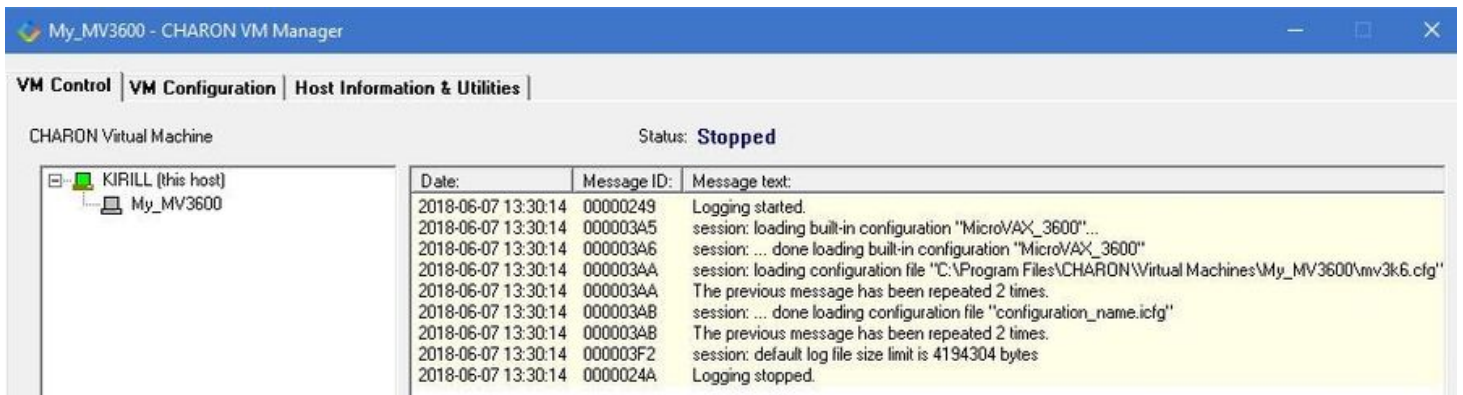 My_MV3600 - CHARON VM Manager
VM Control | VM Configuration | Host Information & Utilities
CHARON Virtual Machine Status: Stopped
KIRILL (this host)
My_MV3600
Date: Message ID: Message text:
2018-06-07 13:30:14 00000249 Logging started.
2018-06-07 13:30:14 000003A5 session: loading built-in configuration "MicroVAX_3600"...
2018-06-07 13:30:14 000003A6 session: ... done loading built-in configuration "MicroVAX_3600"
2018-06-07 13:30:14 000003AA session: loading configuration file "C:\Program Files\CHARON\Virtual Machines\My_MV3600\mv3k6.cfg"
2018-06-07 13:30:14 000003AA The previous message has been repeated 2 times.
2018-06-07 13:30:14 000003AB session: ... done loading configuration file "configuration_name.icfg"
2018-06-07 13:30:14 000003AB The previous message has been repeated 2 times.
2018-06-07 13:30:14 000003F2 session: default log file size limit is 4194304 bytes
2018-06-07 13:30:14 0000024A Logging stopped.